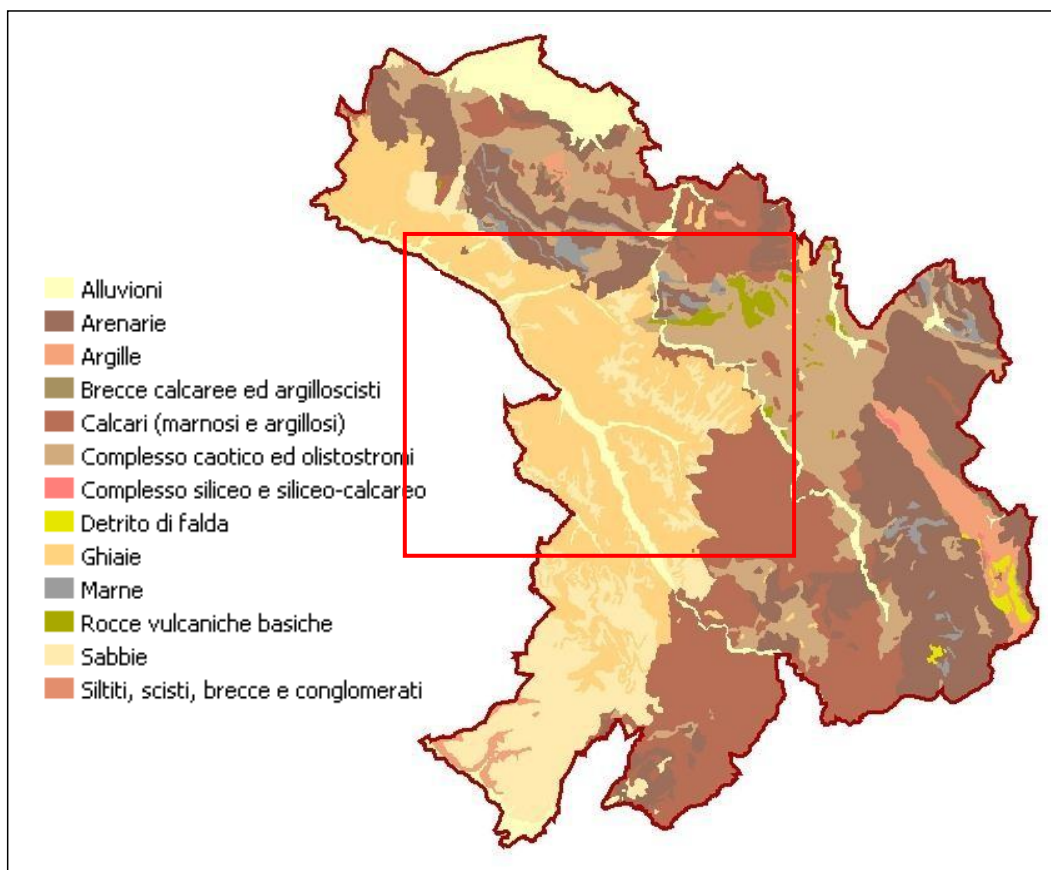 Alluvioni
Arenarie
Argille
Brecce calcaree ed argilloscisti
Calcari (marnosi e argillosi)
Complesso caotico ed olistostromi
Complesso siliceo e siliceo-calcareo
Detrito di falda
Ghiaie
Marne
Rocce vulcaniche basiche
Sabbie
Siltiti, scisti, brecce e conglomerati